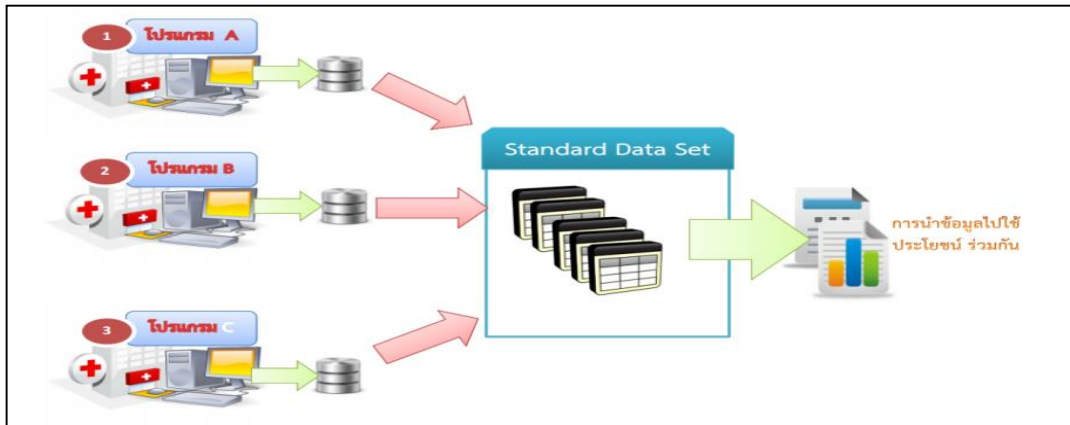 1
โปรแกรม A
2
โปรแกรม B
3
โปรแกรม C
Standard Data Set
การนำข้อมูลไปใช้
ประโยชน์ ร่วมกัน